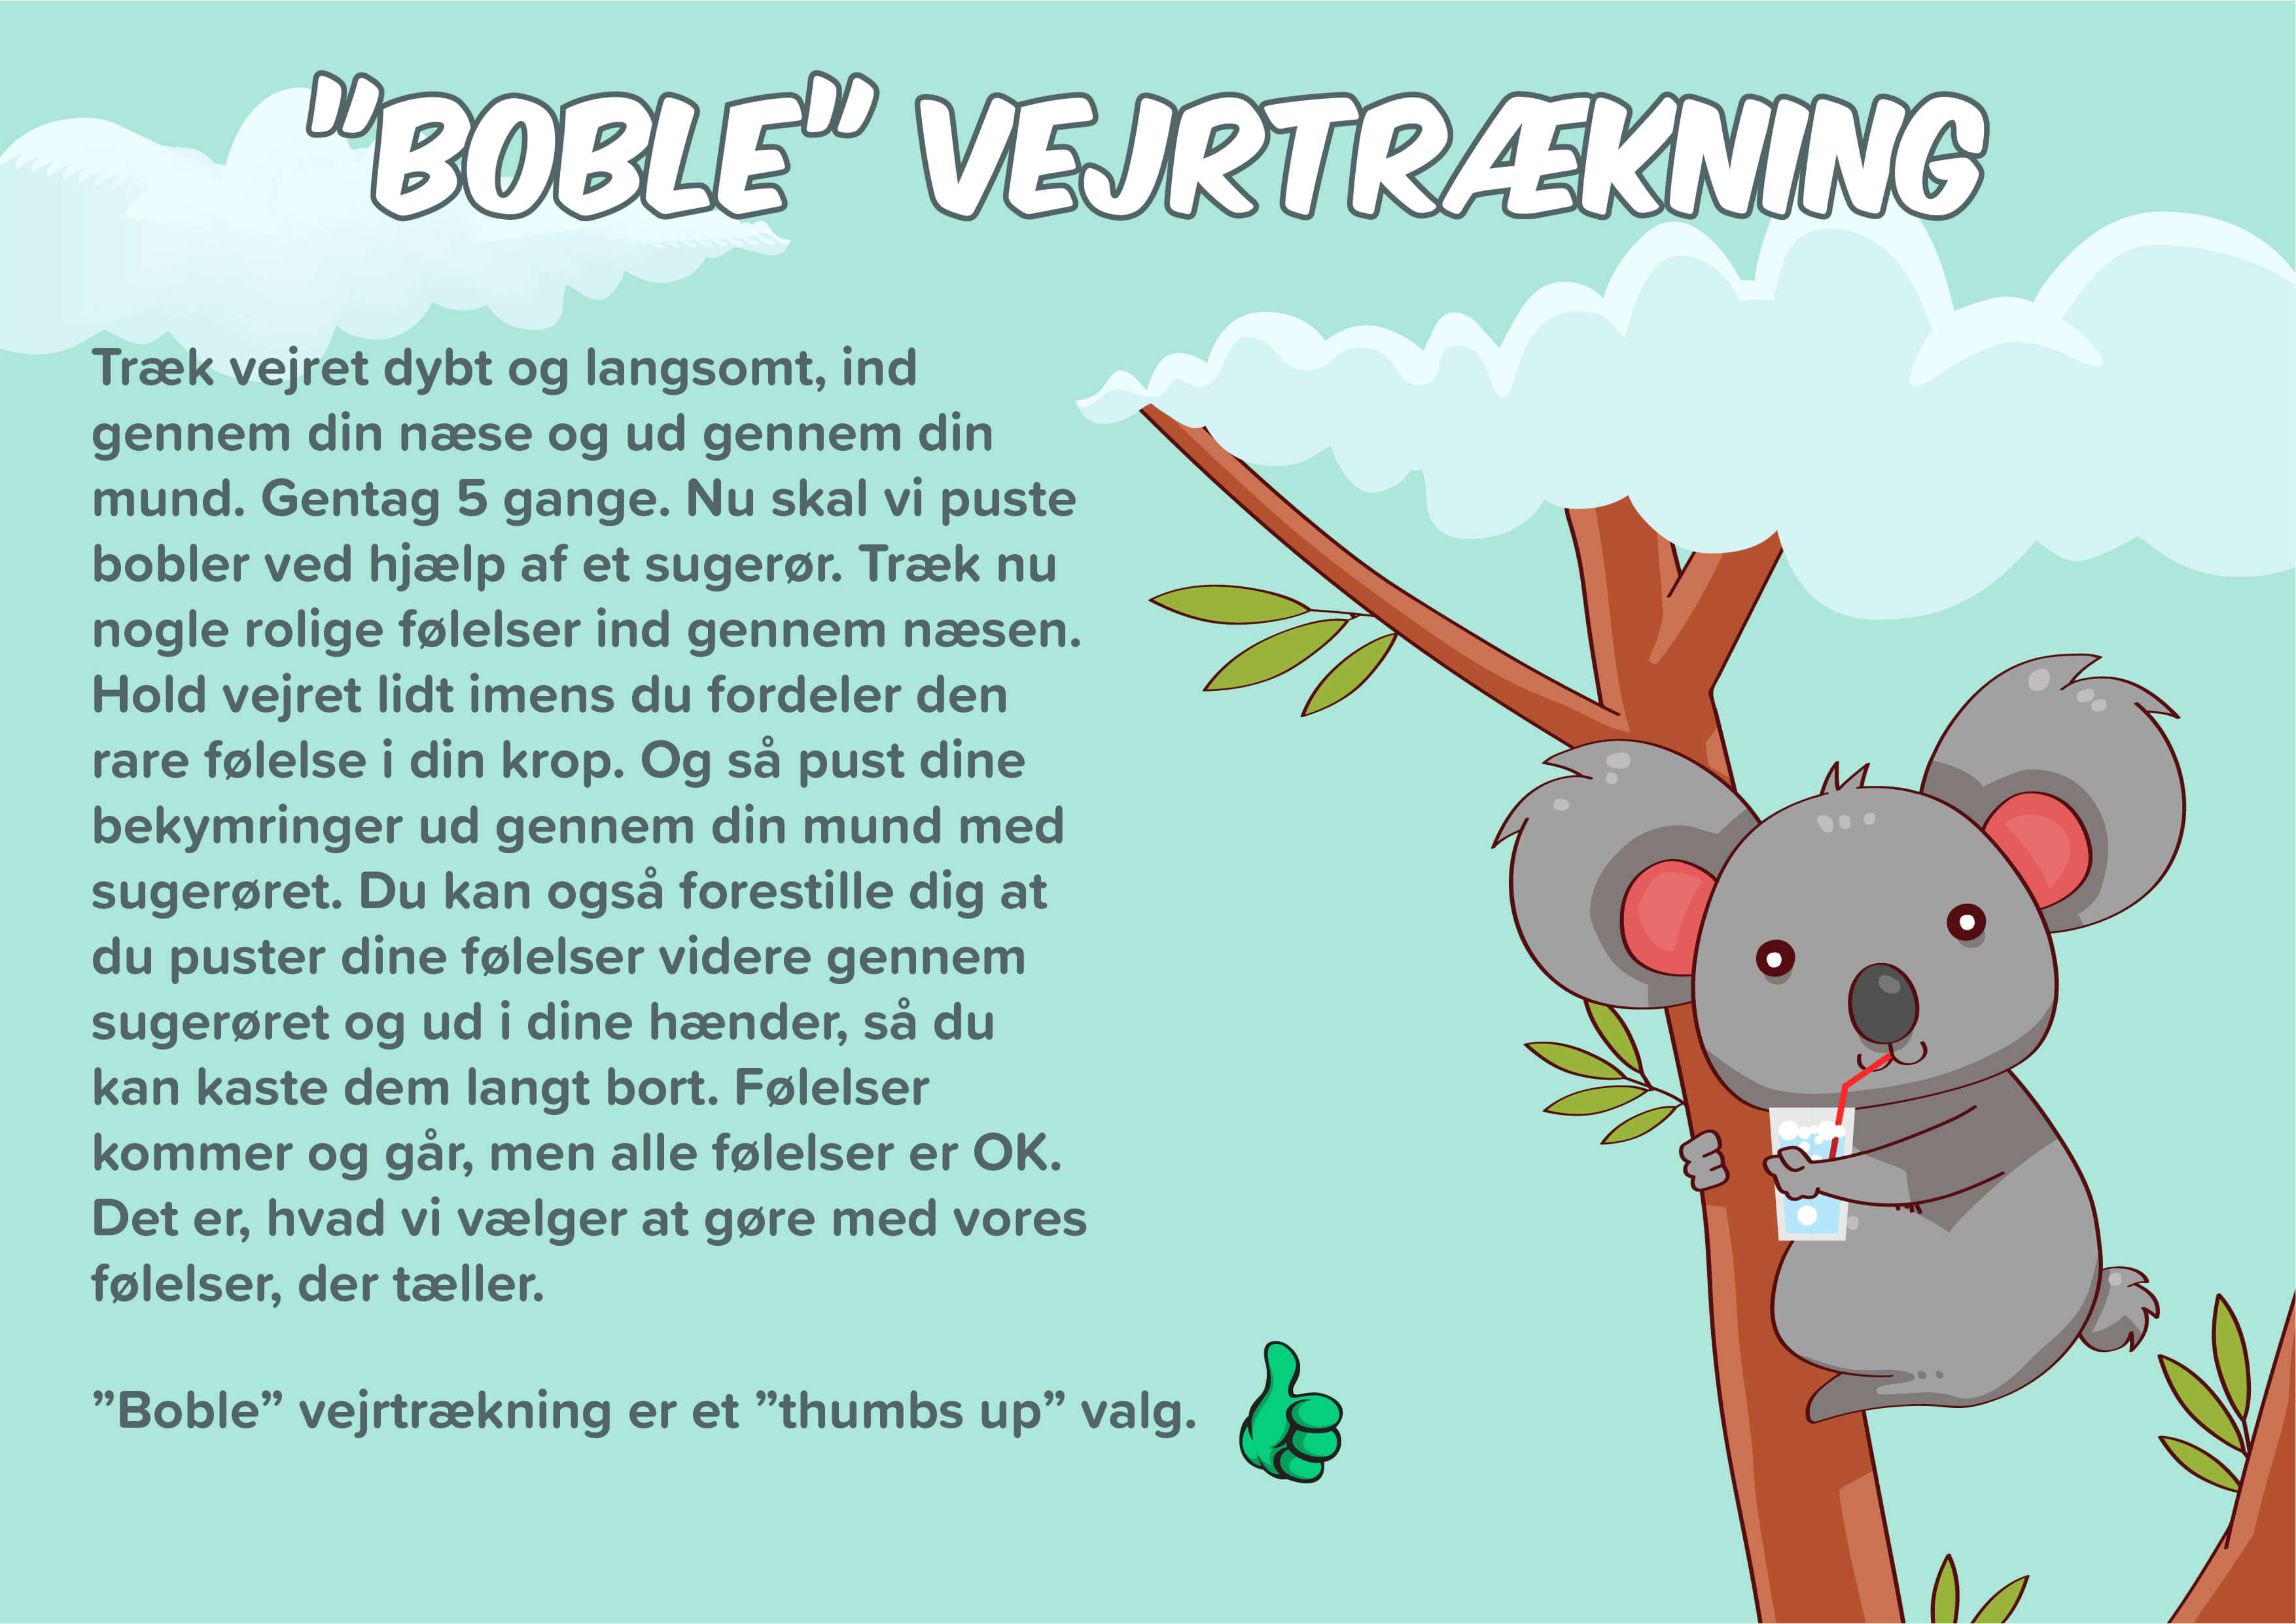 "BOBLE" VEJRTRÆKNING
Træk vejret dybt og langsomt, ind
gennem din næse og ud gennem din
mund. Gentag 5 gange. Nu skal vi puste
bobler ved hjælp af et sugerør. Træk nu
nogle rolige følelser ind gennem næsen.
Hold vejret lidt imens du fordeler den
rare følelse i din krop. Og så pust dine
bekymringer ud gennem din mund med
sugerøret. Du kan også forestille dig at
du puster dine følelser videre gennem
sugerøret og ud i dine hænder, så du
kan kaste dem langt bort. Følelser
kommer og går, men alle følelser er OK.
Det er, hvad vi vælger at gøre med vores
følelser, der tæller.
”Boble” vejrtrækning er et ”thumbs up” valg.